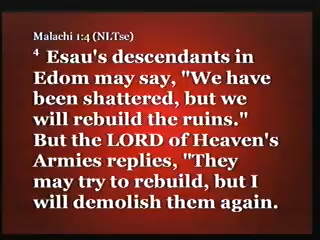 Malachi 1:4 (NLTse)
4 Esau's descendants in
Edom may say, "We have
been shattered, but we
will rebuild the ruins."
But the LORD of Heaven's
Armies replies, "They
may try to rebuild, but I
will demolish them again.